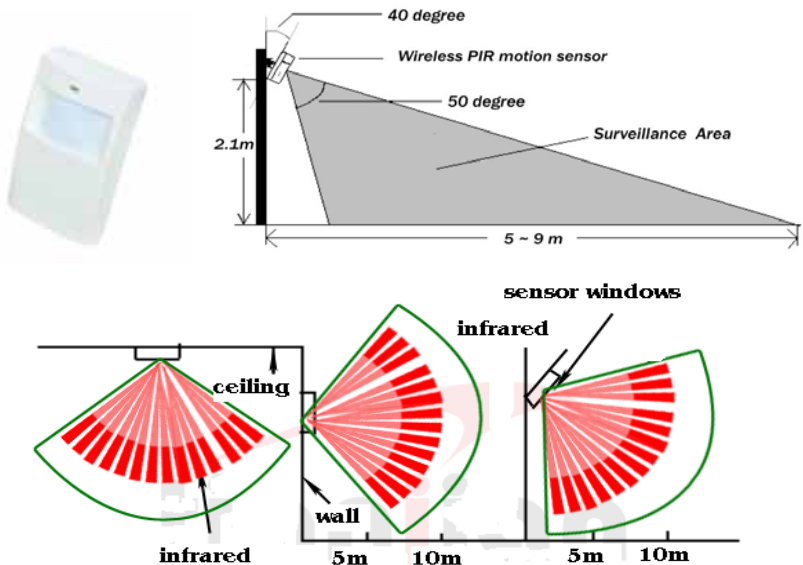 40 degree
Wireless PIR motion sensor
50 degree
2.1m
Surveillance Area
5 ~ 9 m
sensor windows
infrared
ceiling
wall
infrared
5m 10m
5m 10m